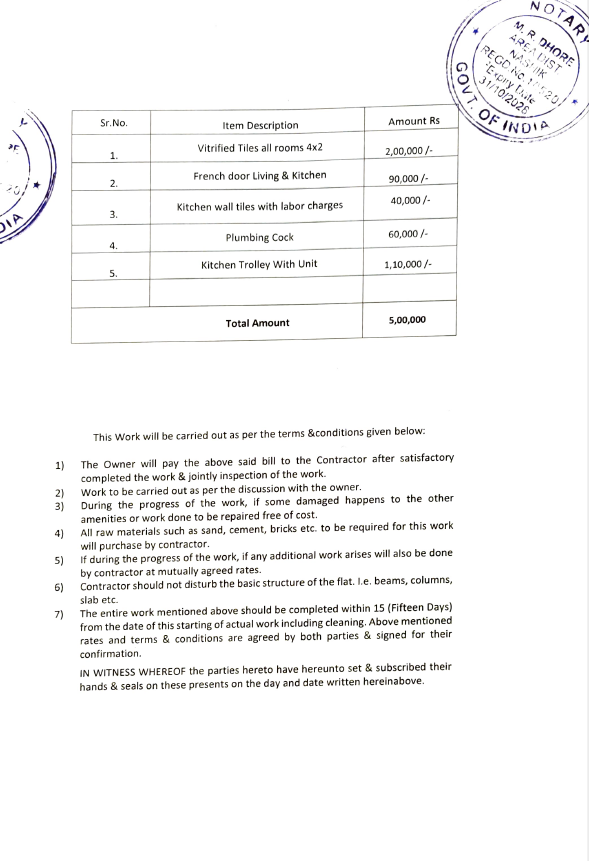 NOTARY
M. R. DHORE
AREA DIST
NASHIK
REGD No.
Expiry Date
31/10/2028
GOVT. OF INDIA
Sr.No. Item Description Amount Rs
1. Vitrified Tiles all rooms 4x2 2,00,000 /-
2. French door Living & Kitchen 90,000 /-
3. Kitchen wall tiles with labor charges 40,000 /-
4. Plumbing Cock 60,000 /-
5. Kitchen Trolley With Unit 1,10,000 /-
Total Amount 5,00,000
This Work will be carried out as per the terms &conditions given below:
1) The Owner will pay the above said bill to the Contractor after satisfactory
completed the work & jointly inspection of the work.
2) Work to be carried out as per the discussion with the owner.
3) During the progress of the work, if some damaged happens to the other
amenities or work done to be repaired free of cost.
4) All raw materials such as sand, cement, bricks etc. to be required for this work
will purchase by contractor.
5) If during the progress of the work, if any additional work arises will also be done
by contractor at mutually agreed rates.
6) Contractor should not disturb the basic structure of the flat. I.e. beams, columns,
slab etc.
7) The entire work mentioned above should be completed within 15 (Fifteen Days)
from the date of this starting of actual work including cleaning. Above mentioned
rates and terms & conditions are agreed by both parties & signed for their
confirmation.
IN WITNESS WHEREOF the parties hereto have hereunto set & subscribed their
hands & seals on these presents on the day and date written hereinabove.